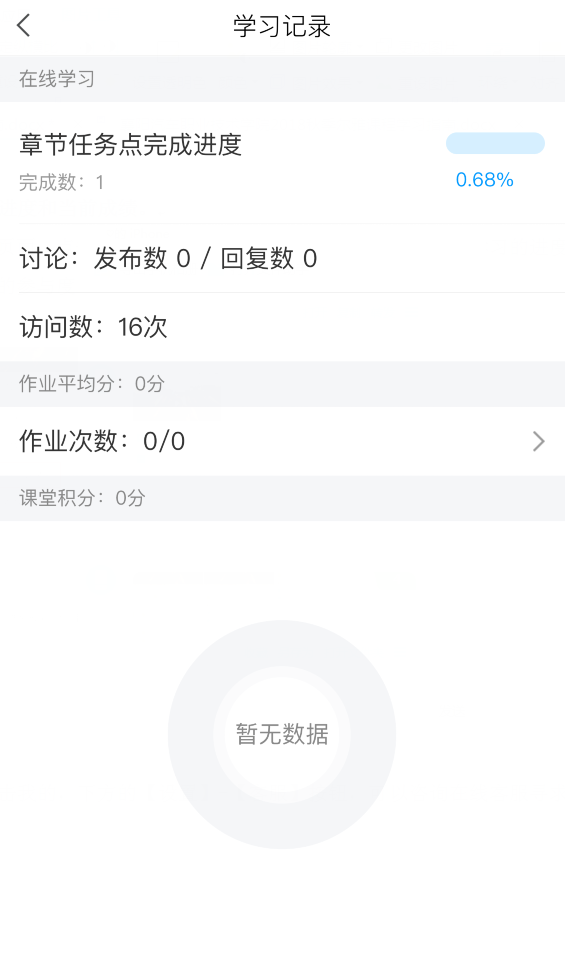 学习记录
在线学习
章节任务点完成进度
完成数：1
0.68%
讨论：发布数 0 / 回复数 0
访问数：16次
作业平均分：0分
作业次数：0/0
课堂积分：0分
暂无数据